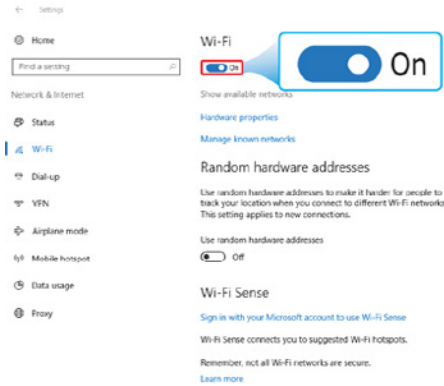 Settings
Home
Find a setting
Network & Internet
Status
Wi-Fi
Dial-up
VPN
Airplane mode
Mobile hotspot
Data usage
Proxy
Wi-Fi
On
On
Show available networks
Hardware properties
Manage known networks
Random hardware addresses
Use random hardware addresses to make it harder for people to
track your location when you connect to different Wi-Fi networks
This setting applies to new connections.
Use random hardware addresses
Off
Wi-Fi Sense
Sign in with your Microsoft account to use Wi-Fi Sense
Wi-Fi Sense connects you to suggested Wi-Fi hotspots.
Remember, not all Wi-Fi networks are secure.
Learn more